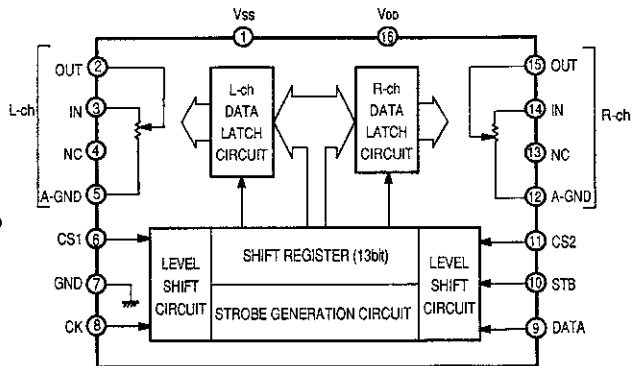 VSS
VDD
1
16
L-ch
2 OUT
3 IN
4 NC
5 A-GND
6 CS1
7 GND
8 CK
L-ch
DATA
LATCH
CIRCUIT
R-ch
DATA
LATCH
CIRCUIT
15 OUT
14 IN
13 NC
12 A-GND
11 CS2
10 STB
9 DATA
R-ch
LEVEL
SHIFT
CIRCUIT
SHIFT REGISTER (13bit)
STROBE GENERATION CIRCUIT
LEVEL
SHIFT
CIRCUIT